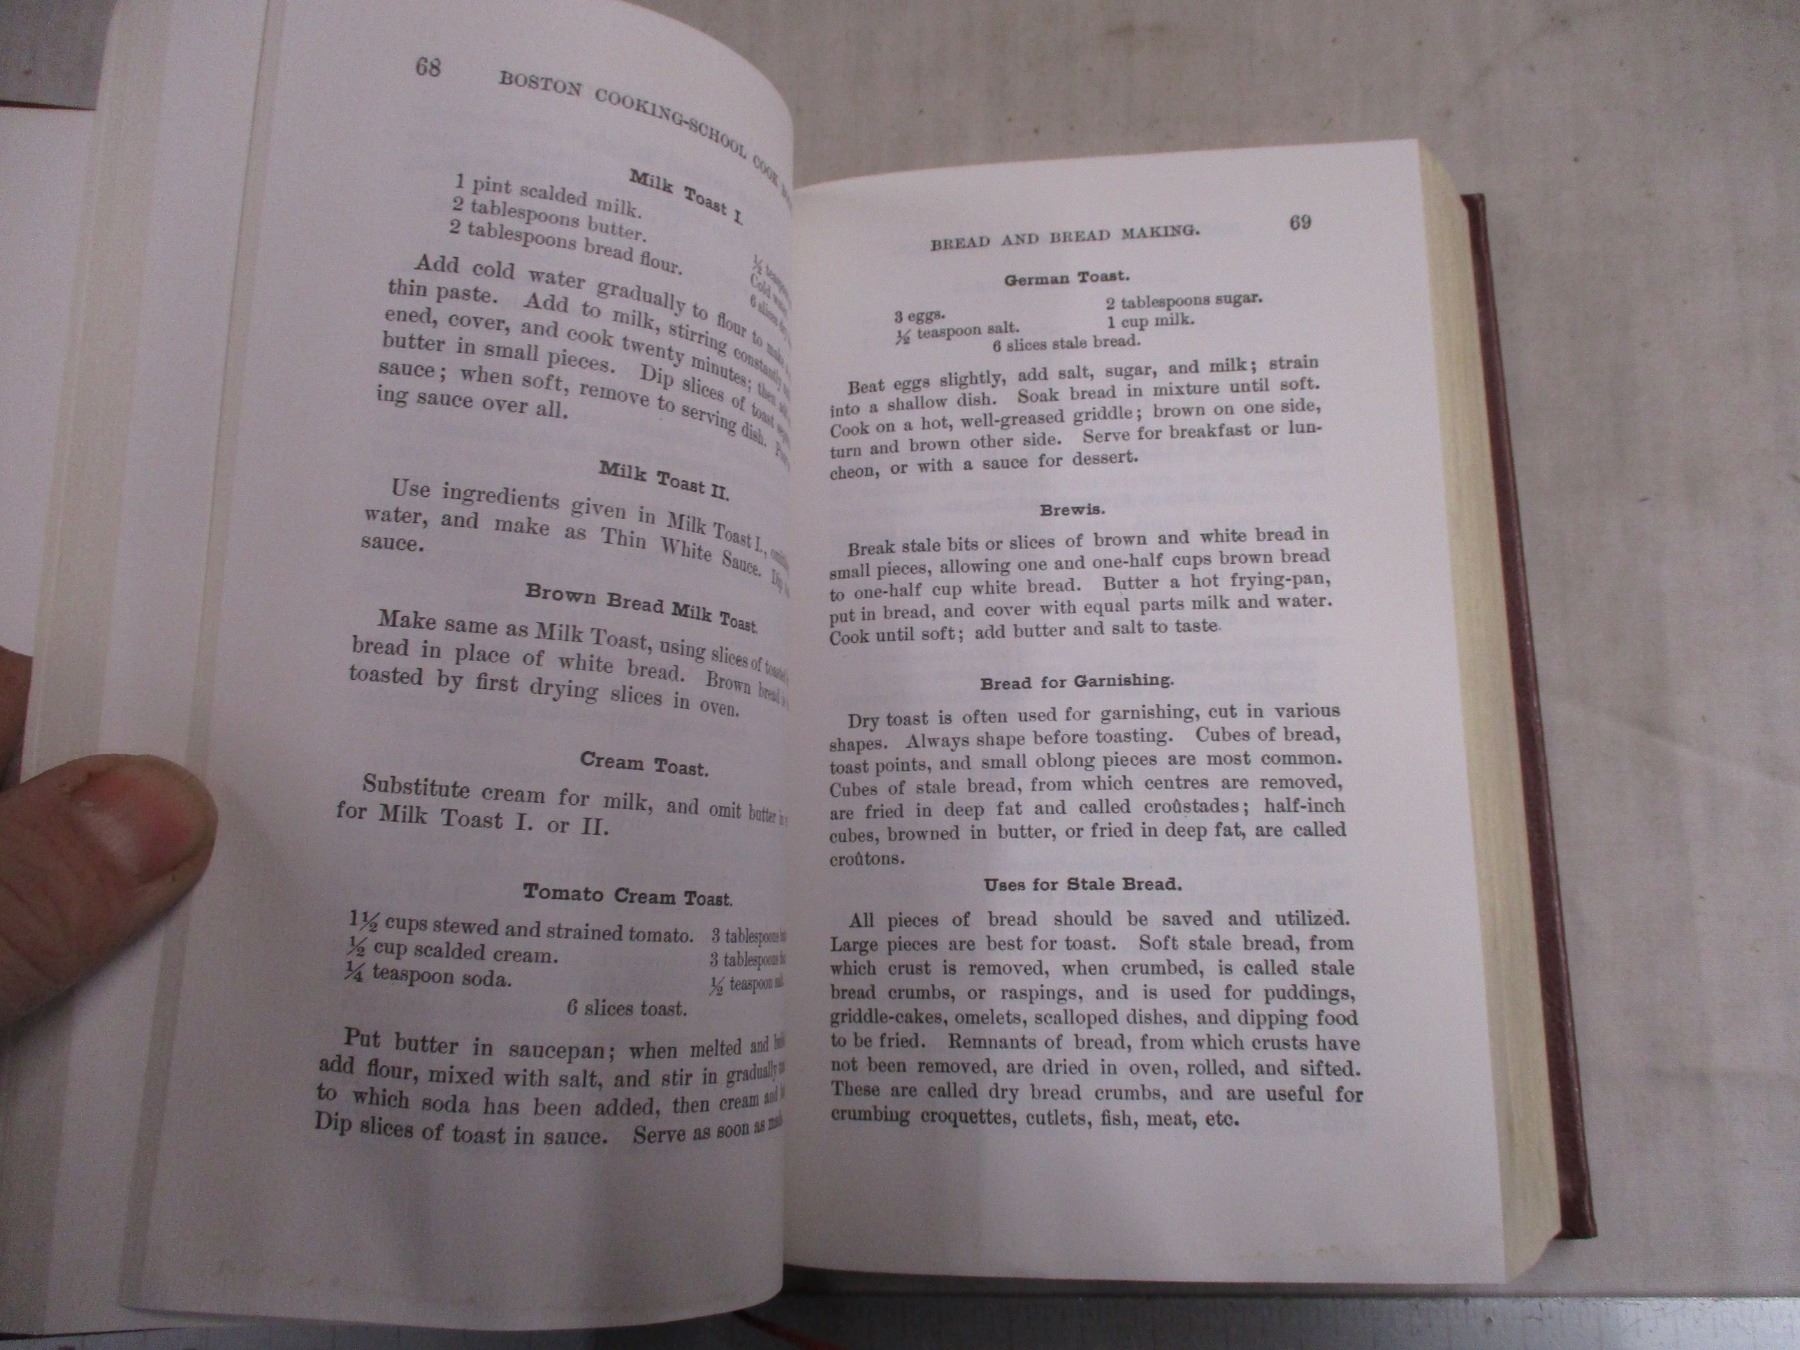 68 BOSTON COOKING-SCHOOL COOK
Milk Toast I.
1 pint scalded milk.
2 tablespoons butter.
2 tablespoons bread flour.
½
Cold
6 slices
Add cold water gradually to flour to make a
thin paste. Add to milk, stirring constantly
ened, cover, and cook twenty minutes; then
butter in small pieces. Dip slices of toast
sauce; when soft, remove to serving dish.
ing sauce over all.
Milk Toast II.
Use ingredients given in Milk Toast I.,
water, and make as Thin White Sauce. Dip
sauce.
Brown Bread Milk Toast.
Make same as Milk Toast, using slices of toasted
bread in place of white bread. Brown bread is
toasted by first drying slices in oven.
Cream Toast.
Substitute cream for milk, and omit butter in
for Milk Toast I. or II.
Tomato Cream Toast.
1½ cups stewed and strained tomato. 3 tablespoons
½ cup scalded cream. 3 tablespoons
¼ teaspoon soda. ½ teaspoon
6 slices toast.
Put butter in saucepan; when melted and
add flour, mixed with salt, and stir in gradually
to which soda has been added, then cream and
Dip slices of toast in sauce. Serve as soon as
BREAD AND BREAD MAKING. 69
German Toast.
3 eggs. 2 tablespoons sugar.
½ teaspoon salt. 1 cup milk.
6 slices stale bread.
Beat eggs slightly, add salt, sugar, and milk; strain
into a shallow dish. Soak bread in mixture until soft.
Cook on a hot, well-greased griddle; brown on one side,
turn and brown other side. Serve for breakfast or lun-
cheon, or with a sauce for dessert.
Brewis.
Break stale bits or slices of brown and white bread in
small pieces, allowing one and one-half cups brown bread
to one-half cup white bread. Butter a hot frying-pan,
put in bread, and cover with equal parts milk and water.
Cook until soft; add butter and salt to taste.
Bread for Garnishing.
Dry toast is often used for garnishing, cut in various
shapes. Always shape before toasting. Cubes of bread,
toast points, and small oblong pieces are most common.
Cubes of stale bread, from which centres are removed,
are fried in deep fat and called croûstades; half-inch
cubes, browned in butter, or fried in deep fat, are called
croûtons.
Uses for Stale Bread.
All pieces of bread should be saved and utilized.
Large pieces are best for toast. Soft stale bread, from
which crust is removed, when crumbed, is called stale
bread crumbs, or raspings, and is used for puddings,
griddle-cakes, omelets, scalloped dishes, and dipping food
to be fried. Remnants of bread, from which crusts have
not been removed, are dried in oven, rolled, and sifted.
These are called dry bread crumbs, and are useful for
crumbing croquettes, cutlets, fish, meat, etc.